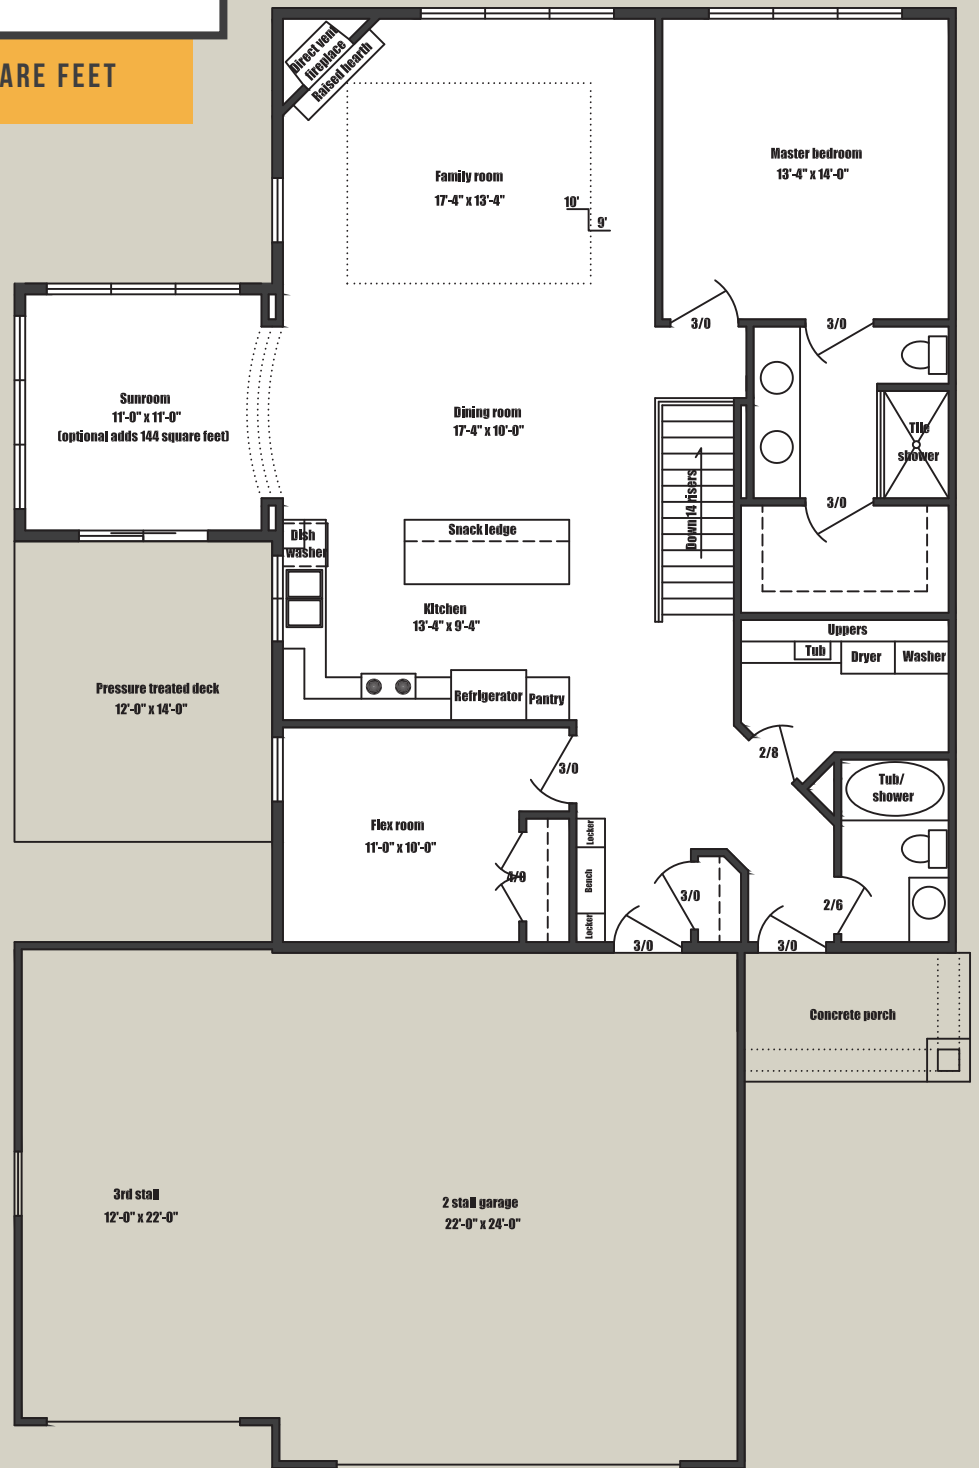 ARE FEET
Direct vent
fireplace
Raised hearth
Family room
17'-4" x 13'-4"
10'
9'
Master bedroom
13'-4" x 14'-0"
3/0
3/0
Sunroom
11'-0" x 11'-0"
(optional adds 144 square feet)
Dining room
17'-4" x 10'-0"
Tile
shower
Down 14 risers
3/0
Dish
washer
Snack ledge
Kitchen
13'-4" x 9'-4"
Uppers
Tub
Dryer
Washer
Refrigerator
Pantry
Pressure treated deck
12'-0" x 14'-0"
2/8
3/0
Tub/
shower
Flex room
11'-0" x 10'-0"
Locker
Bench
Locker
4/0
3/0
2/6
3/0
3/0
Concrete porch
3rd stall
12'-0" x 22'-0"
2 stall garage
22'-0" x 24'-0"